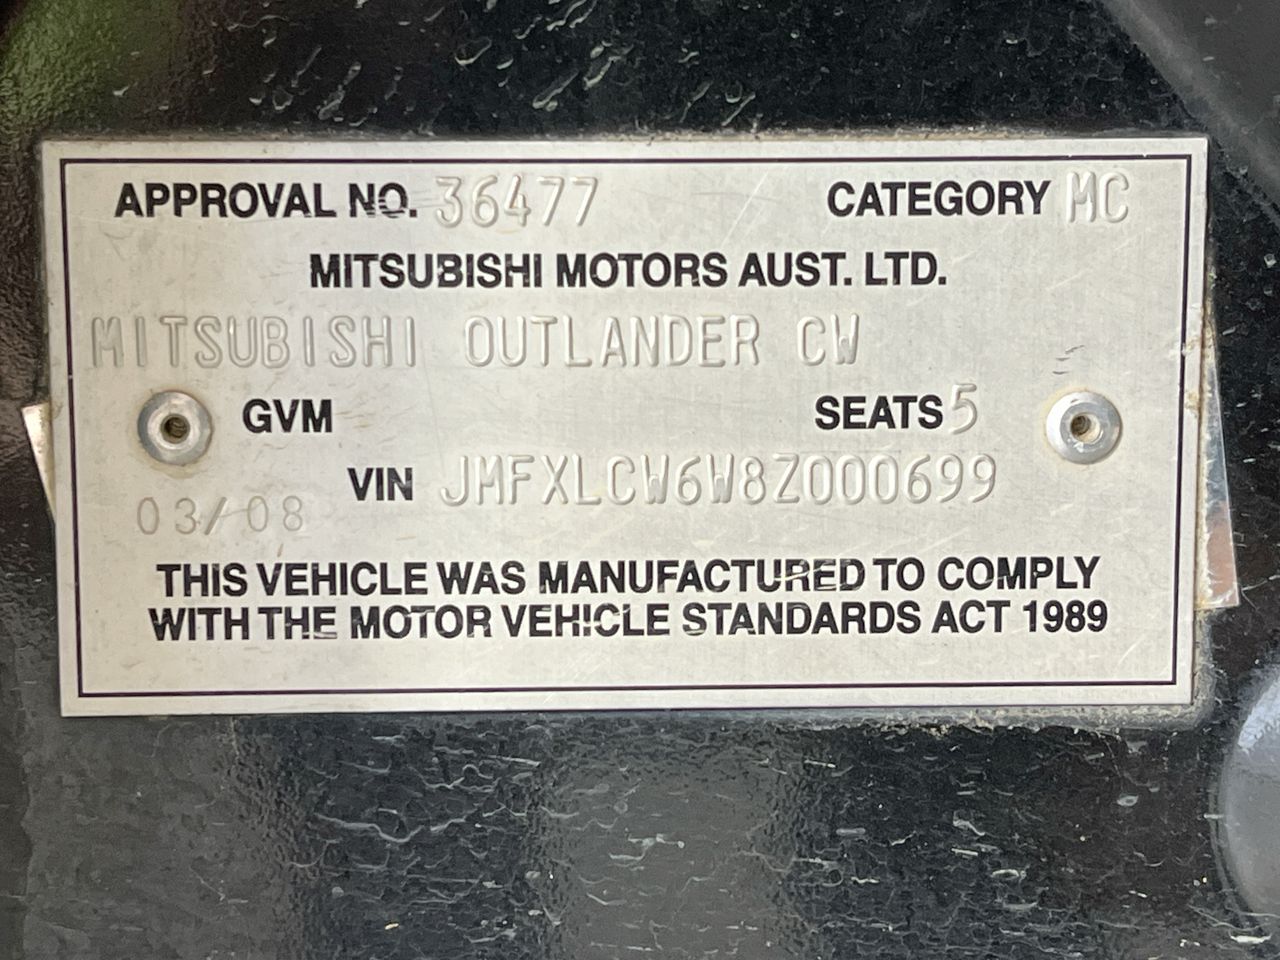 APPROVAL NO. 36477 CATEGORY MC
MITSUBISHI MOTORS AUST. LTD.
MITSUBISHI OUTLANDER CW
GVM SEATS 5
VIN JMFXLCW6W8Z000699
03/08
THIS VEHICLE WAS MANUFACTURED TO COMPLY
WITH THE MOTOR VEHICLE STANDARDS ACT 1989